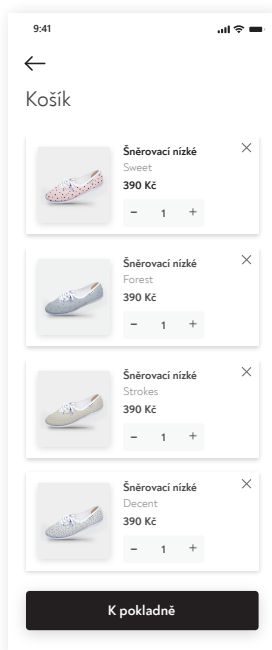 9:41
Košík
Šněrovací nízké
Sweet
390 Kč
– 1 +
Šněrovací nízké
Forest
390 Kč
– 1 +
Šněrovací nízké
Strokes
390 Kč
– 1 +
Šněrovací nízké
Decent
390 Kč
– 1 +
K pokladně